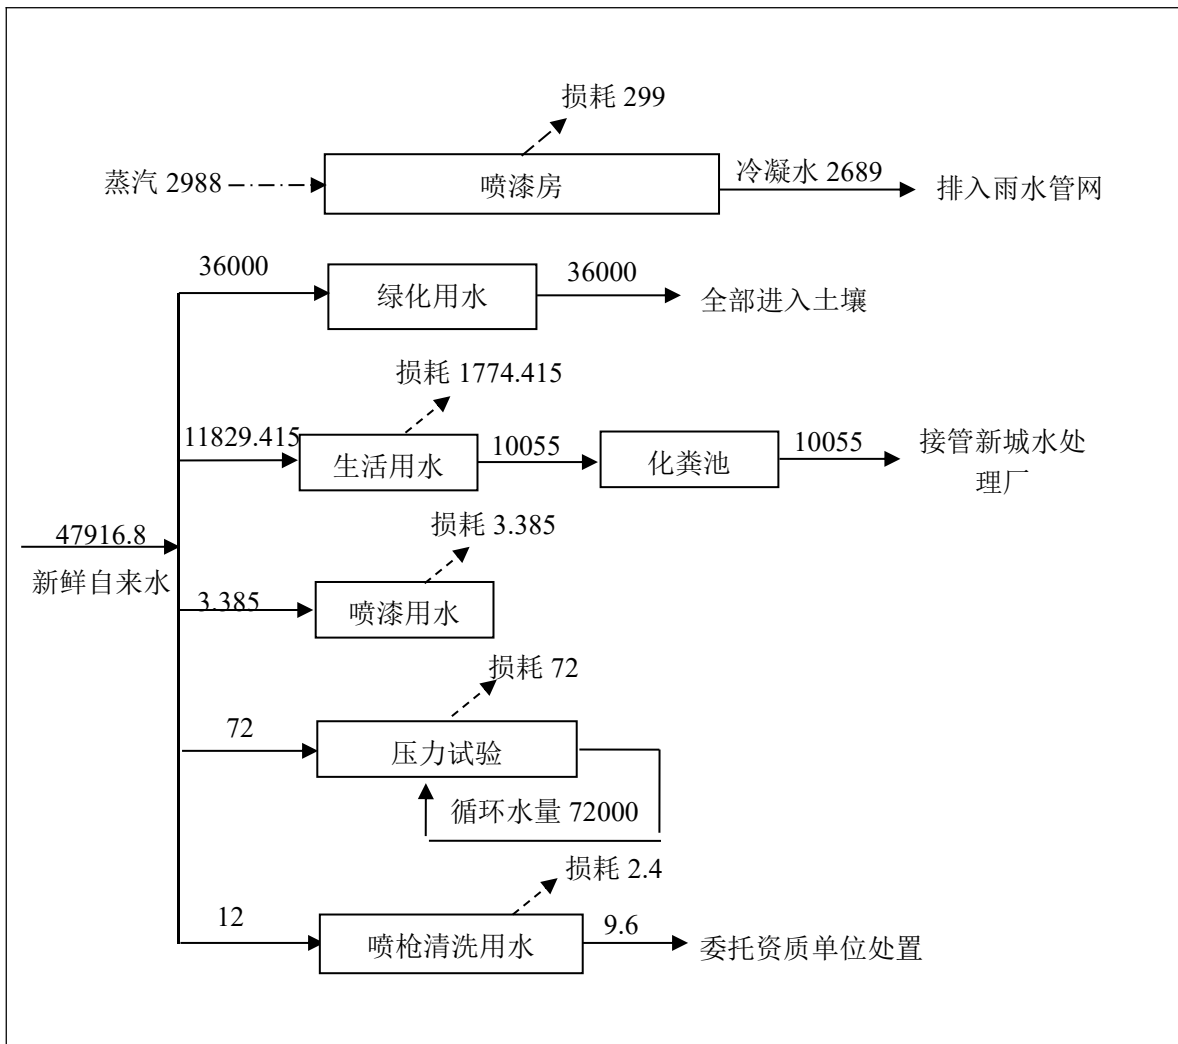 损耗 299
蒸汽 2988
喷漆房
冷凝水 2689
排入雨水管网
36000
绿化用水
36000
全部进入土壤
损耗 1774.415
11829.415
生活用水
10055
化粪池
10055
接管新城水处
理厂
47916.8
新鲜自来水
损耗 3.385
3.385
喷漆用水
损耗 72
72
压力试验
循环水量 72000
损耗 2.4
12
喷枪清洗用水
9.6
委托资质单位处置